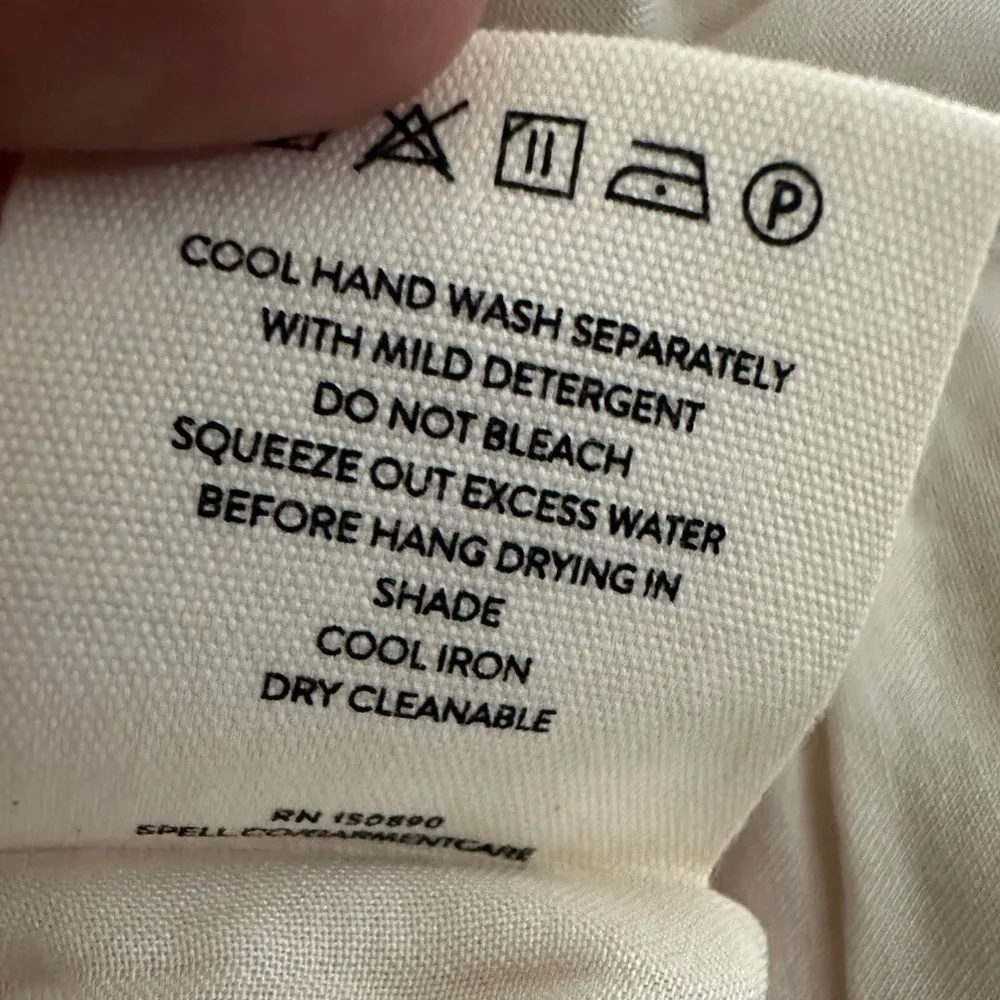 P
COOL HAND WASH SEPARATELY
WITH MILD DETERGENT
DO NOT BLEACH
SQUEEZE OUT EXCESS WATER
BEFORE HANG DRYING IN
SHADE
COOL IRON
DRY CLEANABLE
RN 150890
SPELL.CO/GARMENTCARE